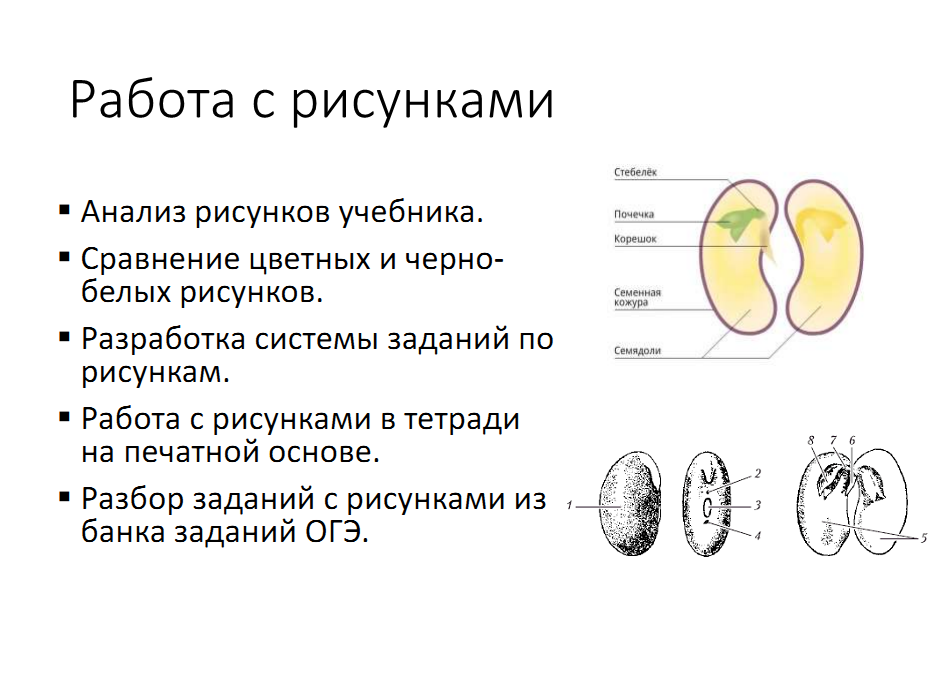 Работа с рисунками
▪ Анализ рисунков учебника.
▪ Сравнение цветных и черно-
белых рисунков.
▪ Разработка системы заданий по
рисункам.
▪ Работа с рисунками в тетради
на печатной основе.
▪ Разбор заданий с рисунками из
банка заданий ОГЭ.
Стебелёк
Почечка
Корешок
Семенная
кожура
Семядоли
8 7 6
1
2
3
4
5